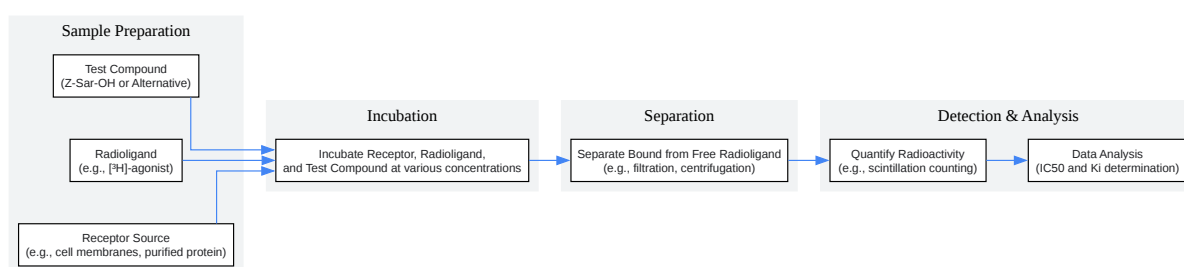 Sample Preparation
Test Compound
(Z-Sar-OH or Alternative)
Radioligand
(e.g., [³H]-agonist)
Receptor Source
(e.g., cell membranes, purified protein)
Incubation
Incubate Receptor, Radioligand,
and Test Compound at various concentrations
Separation
Separate Bound from Free Radioligand
(e.g., filtration, centrifugation)
Detection & Analysis
Quantify Radioactivity
(e.g., scintillation counting)
Data Analysis
(IC50 and Ki determination)